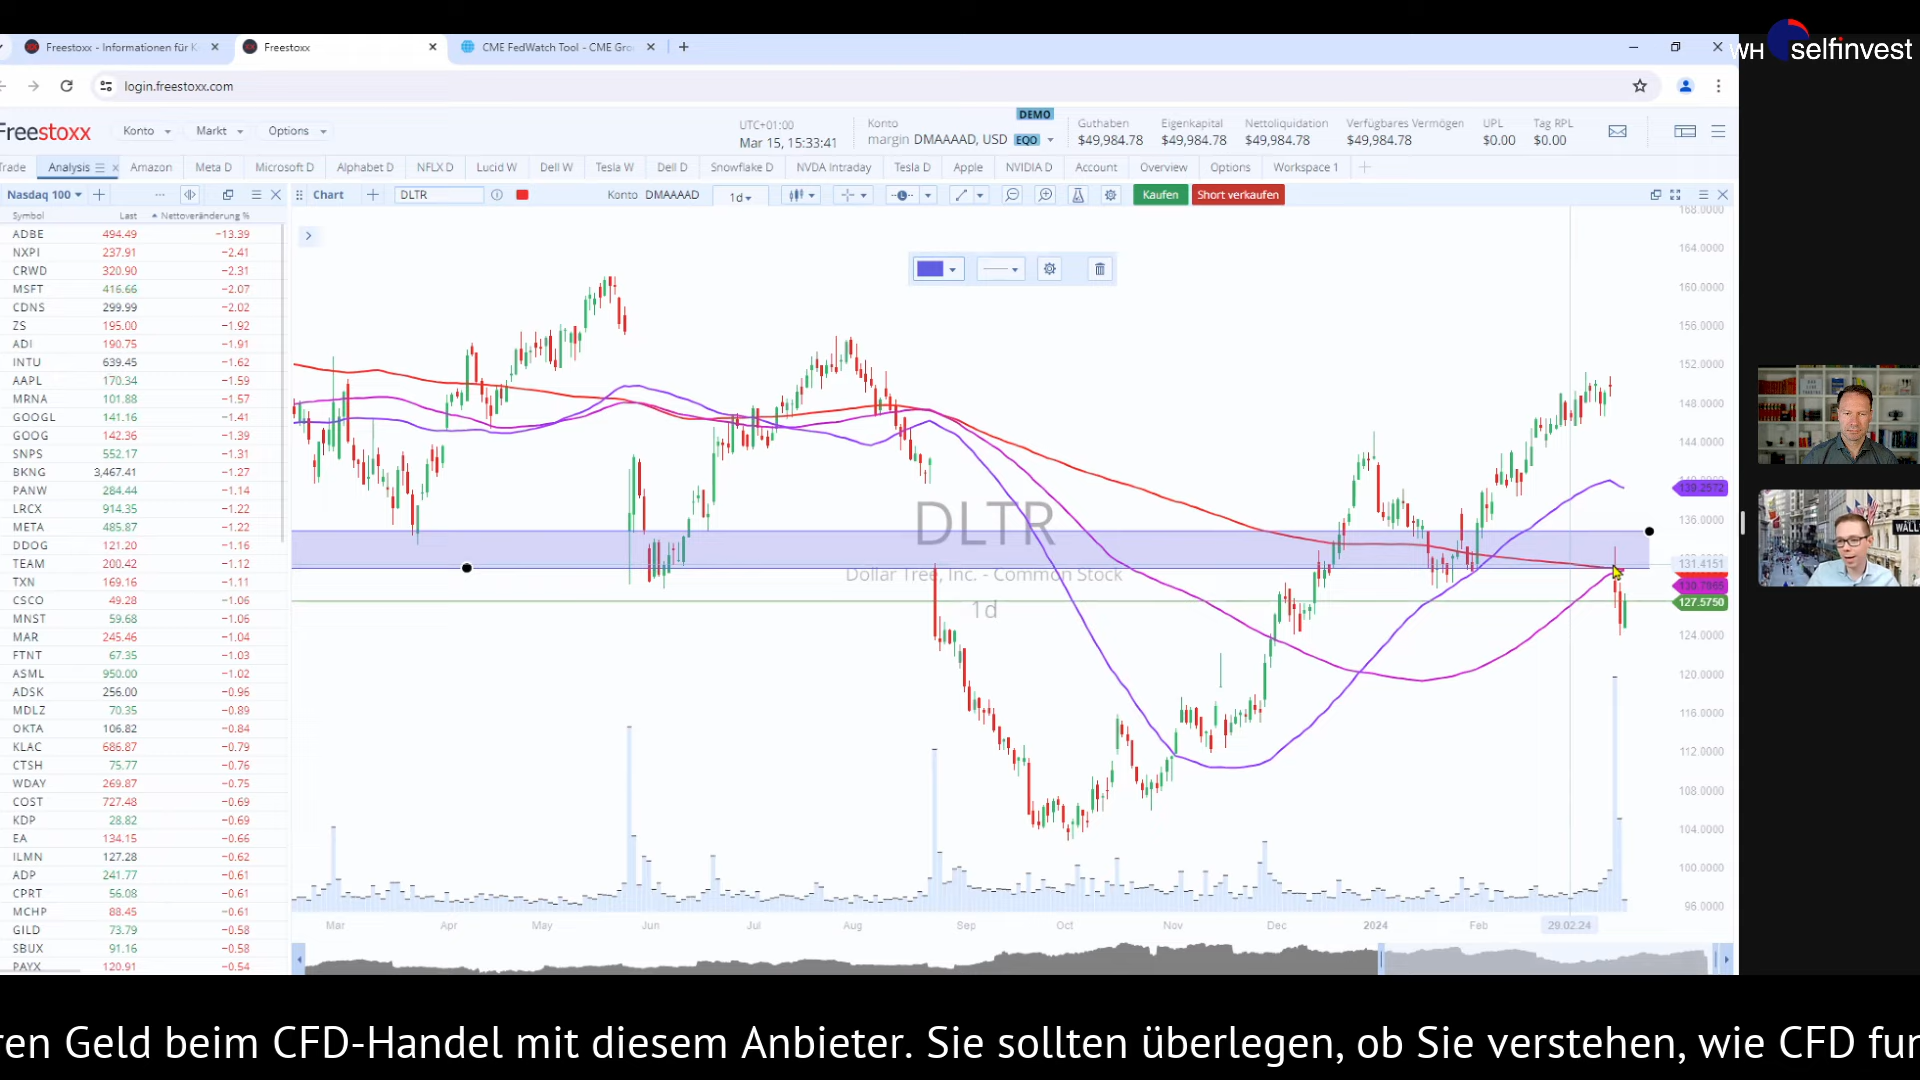 Freestoxx - Informationen für K
Freestoxx
CME FedWatch Tool - CME Gro
WH selfinvest
login.freestoxx.com
Freestoxx
Konto
Markt
Options
UTC+01:00
Mar 15, 15:33:41
Konto
margin DMAAAAD, USD
DEMO
EQO
Guthaben
$49,984.78
Eigenkapital
$49,984.78
Nettoliquidation
$49,984.78
Verfügbares Vermögen
$49,984.78
UPL
$0.00
Tag RPL
$0.00
Trade
Analysis
Amazon
Meta D
Microsoft D
Alphabet D
NFLX D
Lucid W
Dell W
Tesla W
Dell D
Snowflake D
NVDA Intraday
Tesla D
Apple
NVIDIA D
Account
Overview
Options
Workspace 1
Nasdaq 100
Chart
DLTR
Konto DMAAAAD
1d
Kaufen
Short verkaufen
Symbol Last Nettoveränderung %
ADBE 494.49 −13.39
NXPI 237.91 −2.41
CRWD 320.90 −2.31
MSFT 416.66 −2.07
CDNS 299.99 −2.02
ZS 195.00 −1.92
ADI 190.75 −1.91
INTU 639.45 −1.62
AAPL 170.34 −1.59
MRNA 101.88 −1.57
GOOGL 141.16 −1.41
GOOG 142.36 −1.39
SNPS 552.17 −1.31
BKNG 3,467.41 −1.27
PANW 284.44 −1.14
LRCX 914.35 −1.22
META 485.87 −1.22
DDOG 121.20 −1.16
TEAM 200.42 −1.12
TXN 169.16 −1.11
CSCO 49.28 −1.06
MNST 59.68 −1.06
MAR 245.46 −1.04
FTNT 67.35 −1.03
ASML 950.00 −1.02
ADSK 256.00 −0.96
MDLZ 70.35 −0.89
OKTA 106.82 −0.84
KLAC 686.87 −0.79
CTSH 75.77 −0.76
WDAY 269.87 −0.75
COST 727.48 −0.69
KDP 28.82 −0.69
EA 134.15 −0.66
ILMN 127.28 −0.62
ADP 241.77 −0.61
CPRT 56.08 −0.61
MCHP 88.45 −0.61
GILD 73.79 −0.58
SBUX 91.16 −0.58
PAYX 120.91 −0.54
DLTR
Dollar Tree, Inc. - Common Stock
1d
168.0000
164.0000
160.0000
156.0000
152.0000
148.0000
144.0000
139.2572
136.0000
131.4151
130.7865
127.5750
124.0000
120.0000
116.0000
112.0000
108.0000
104.0000
100.0000
96.0000
Mar
Apr
May
Jun
Jul
Aug
Sep
Oct
Nov
Dec
2024
Feb
29.02.24
WALL
ren Geld beim CFD-Handel mit diesem Anbieter. Sie sollten überlegen, ob Sie verstehen, wie CFD fun